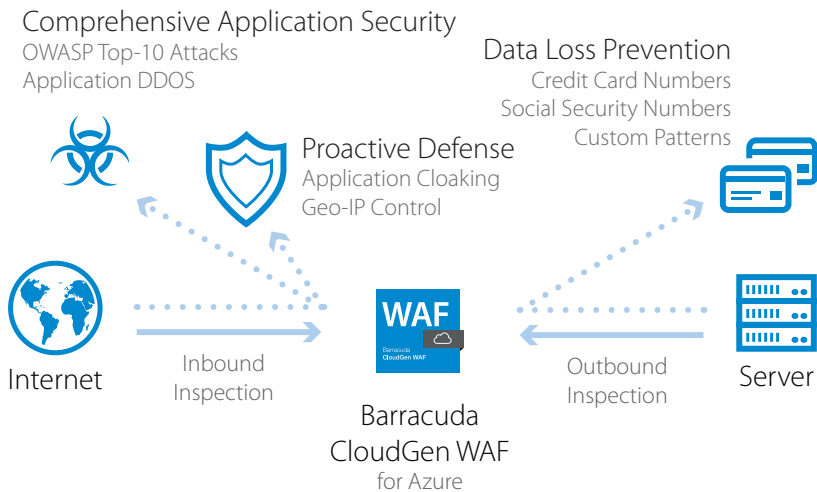 Comprehensive Application Security
OWASP Top-10 Attacks
Application DDOS
Data Loss Prevention
Credit Card Numbers
Social Security Numbers
Custom Patterns
Proactive Defense
Application Cloaking
Geo-IP Control
Internet
Inbound
Inspection
WAF
Barracuda
CloudGen WAF
Barracuda
CloudGen WAF
for Azure
Outbound
Inspection
Server